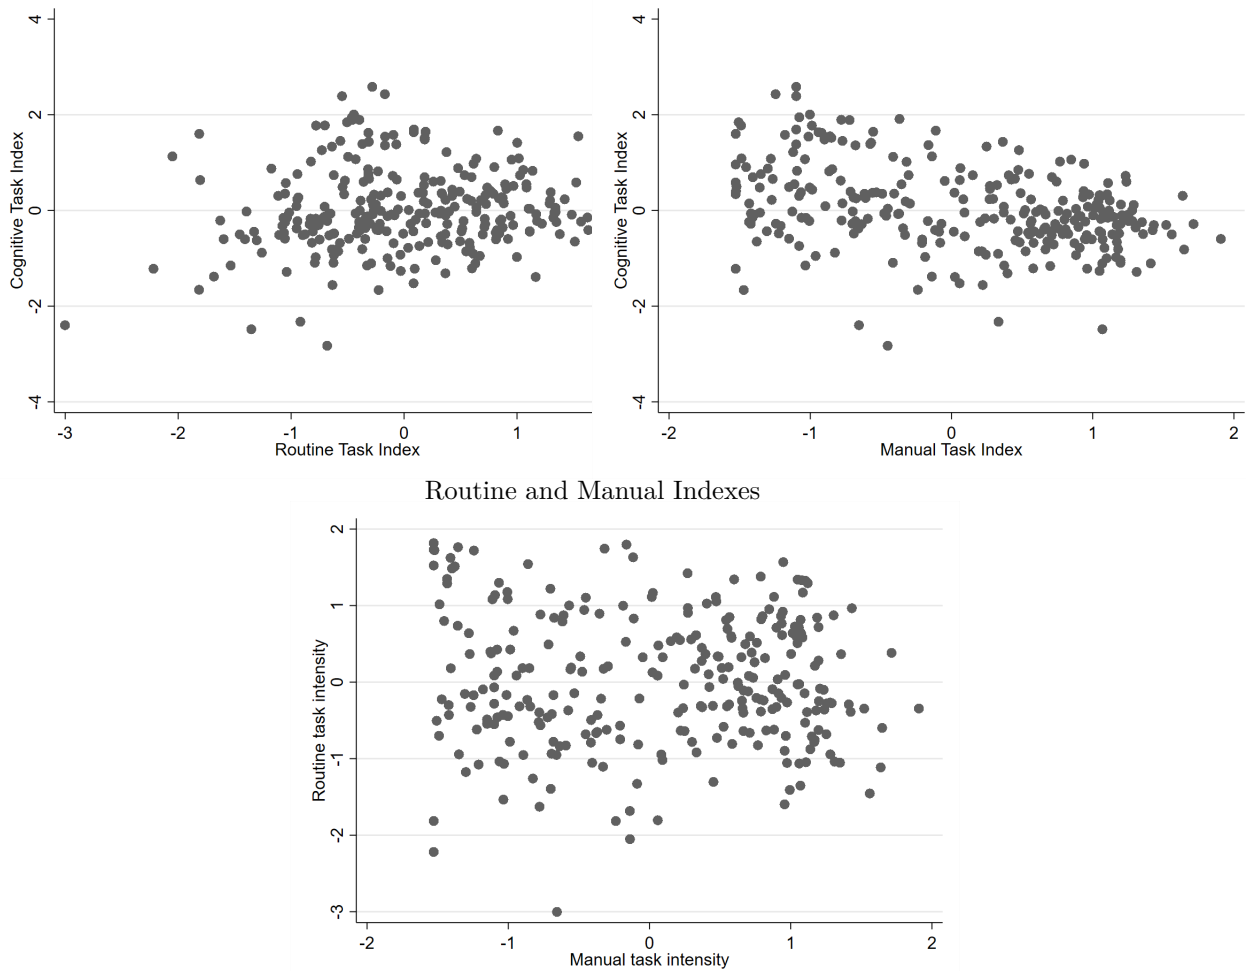 4
2
0
-2
-4
Cognitive Task Index
-3 -2 -1 0 1
Routine Task Index
4
2
0
-2
-4
Cognitive Task Index
-2 -1 0 1 2
Manual Task Index
Routine and Manual Indexes
2
1
0
-1
-2
-3
Routine task intensity
-2 -1 0 1 2
Manual task intensity